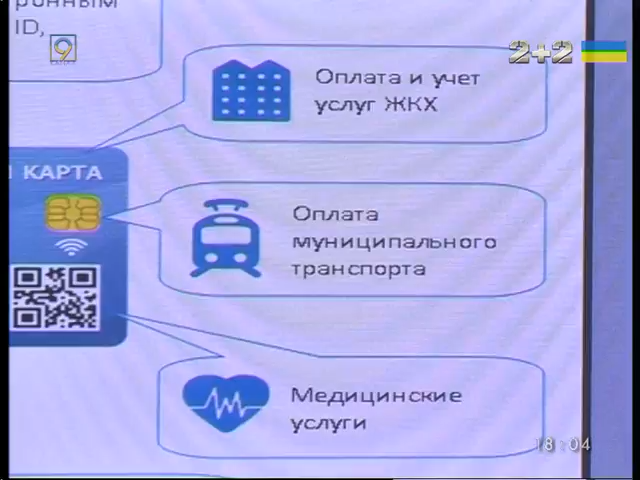 ронным
ID,
9
2+2
Оплата и учет
услуг ЖКХ
КАРТА
Оплата
муниципального
транспорта
Медицинские
услуги
18:04